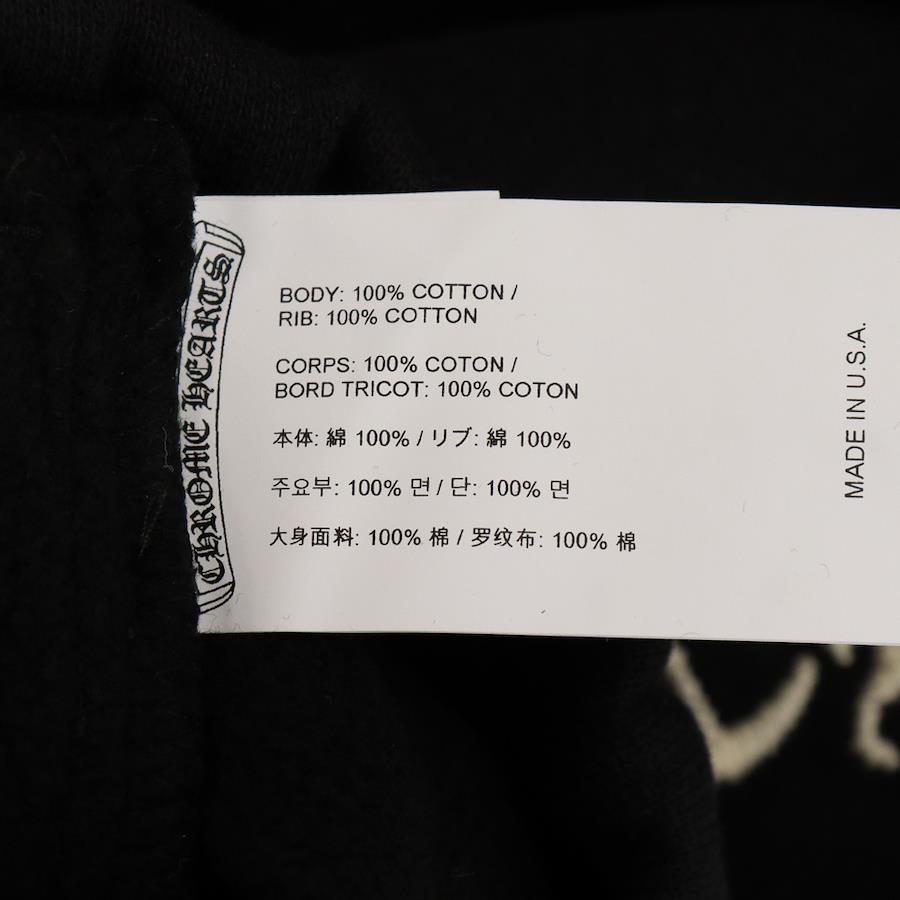 CHROME HEARTS
BODY: 100% COTTON /
RIB: 100% COTTON
CORPS: 100% COTON /
BORD TRICOT: 100% COTON
本体: 綿 100% / リブ: 綿 100%
주요부: 100% 면 / 단: 100% 면
大身面料: 100% 棉 / 罗纹布: 100% 棉
MADE IN U.S.A.